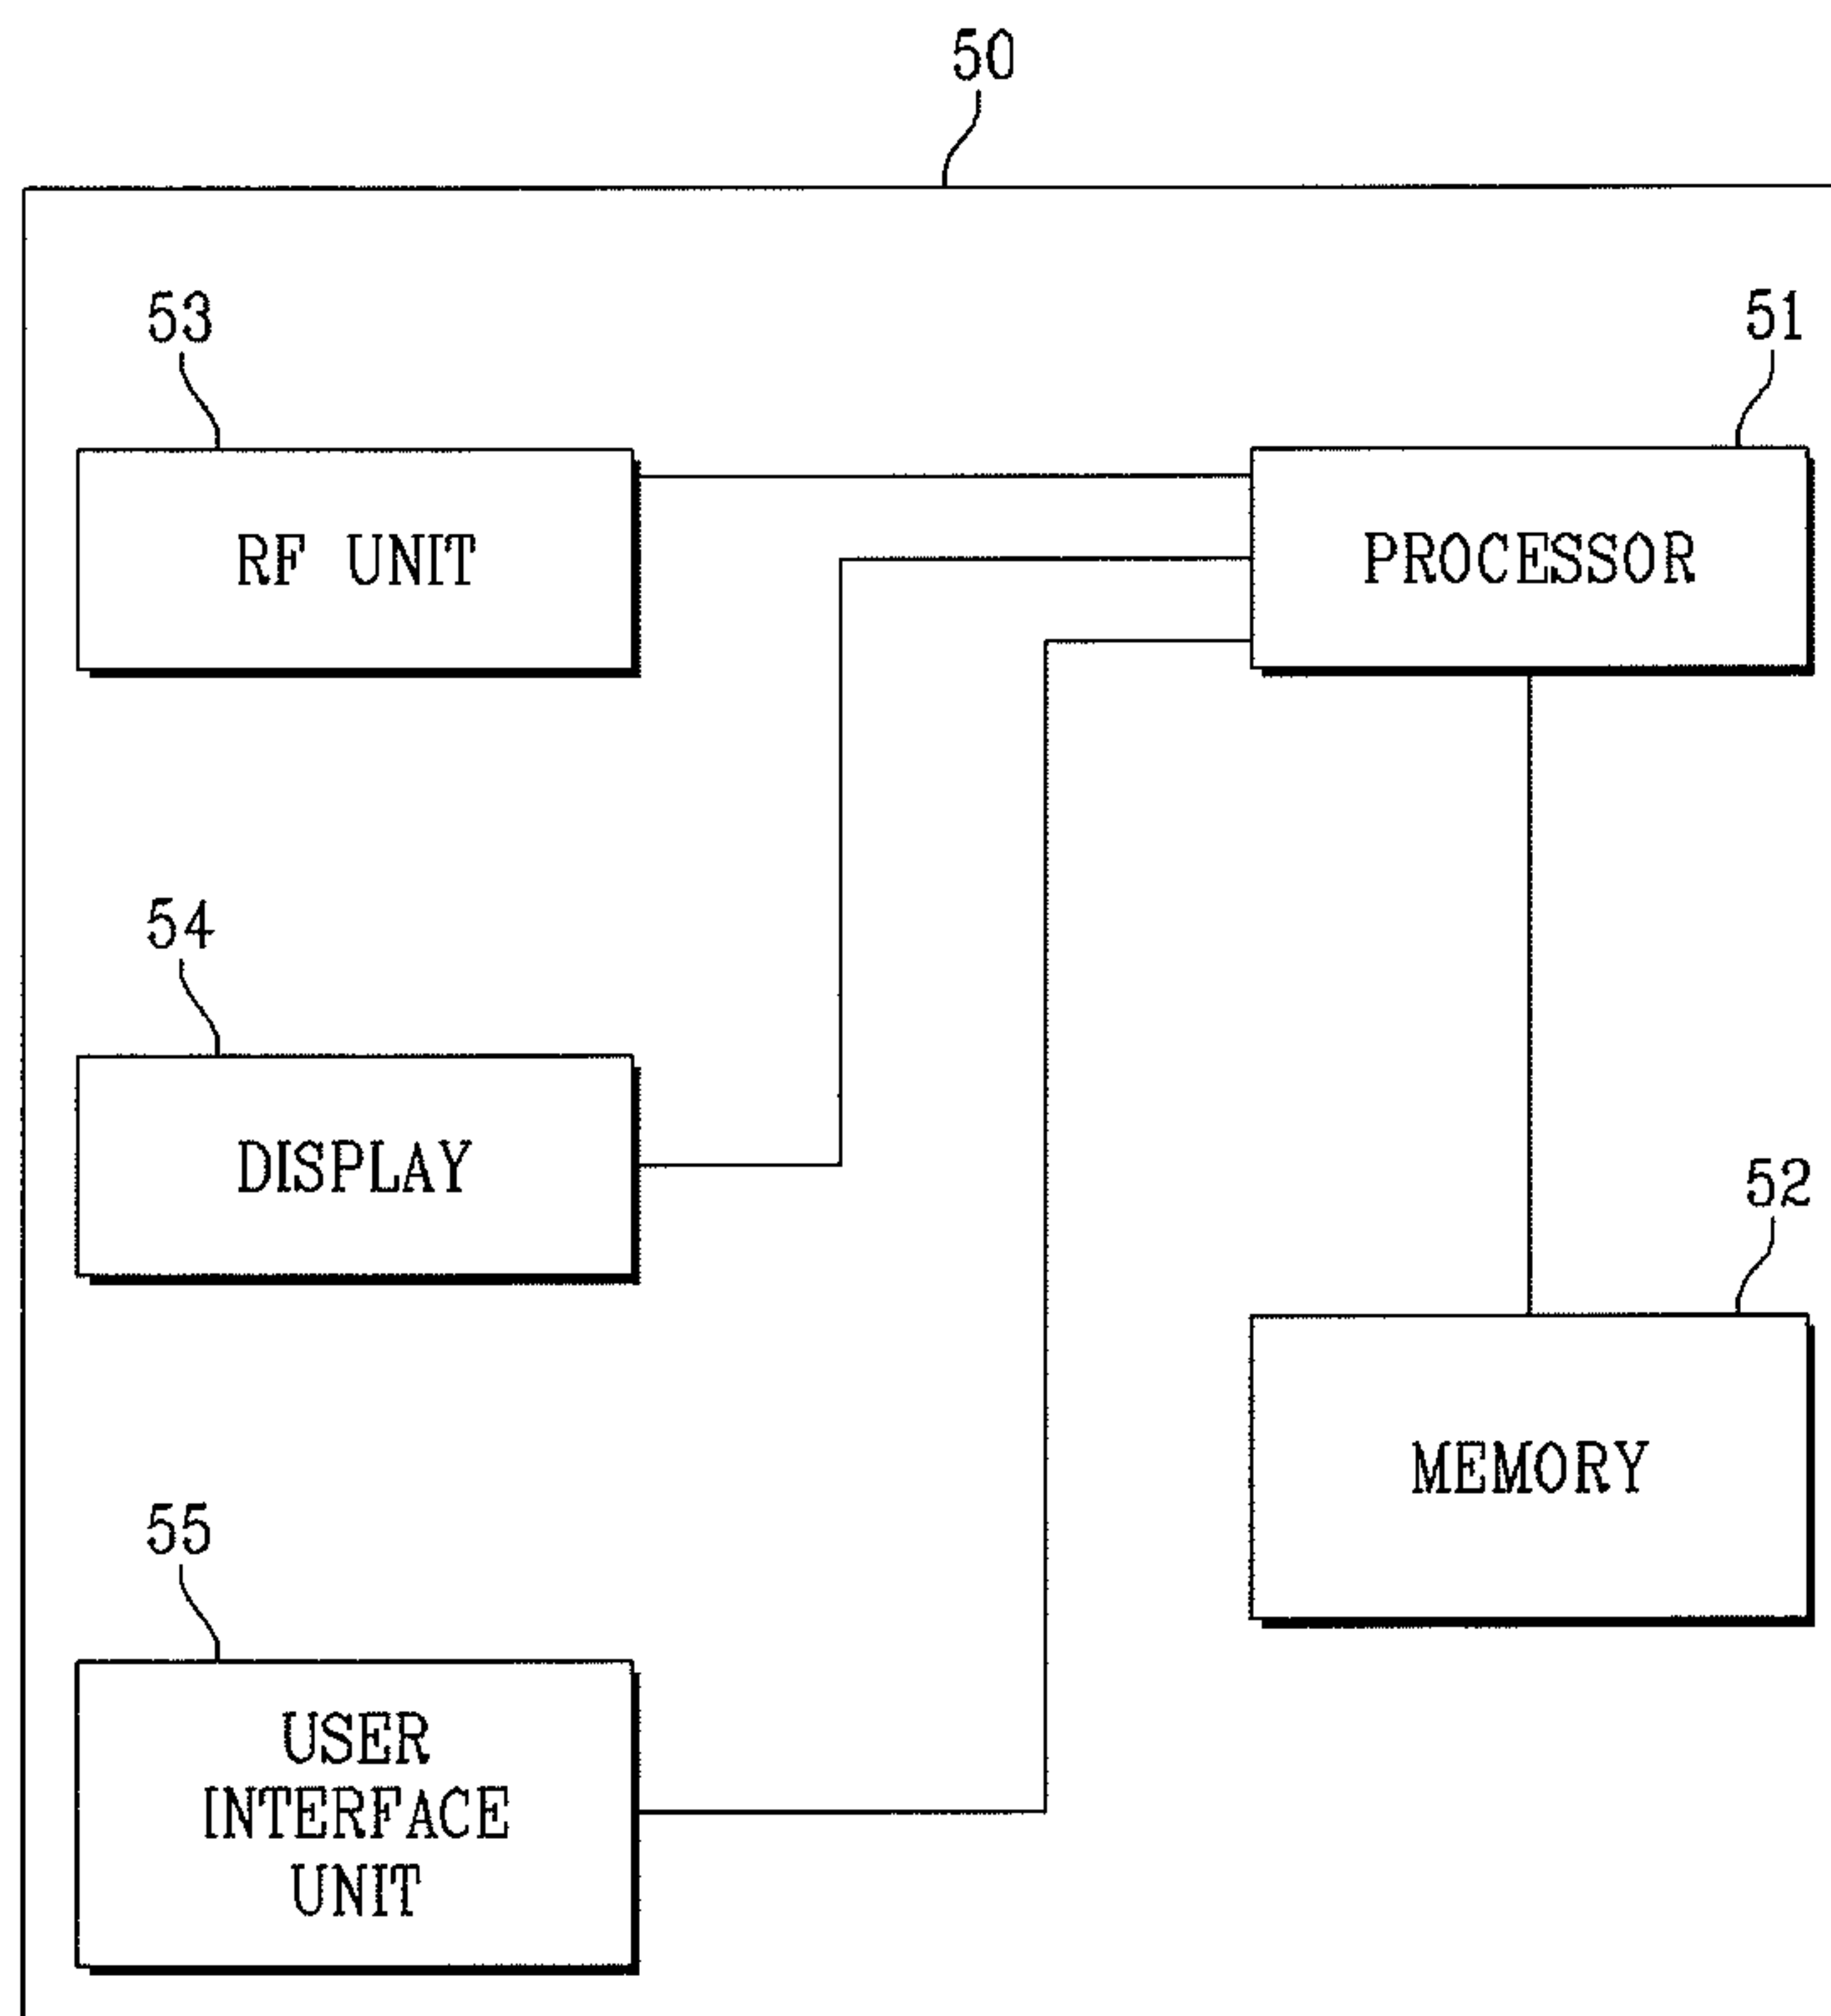 50
53
51
RF UNIT
PROCESSOR
54
DISPLAY
52
MEMORY
55
USER
INTERFACE
UNIT